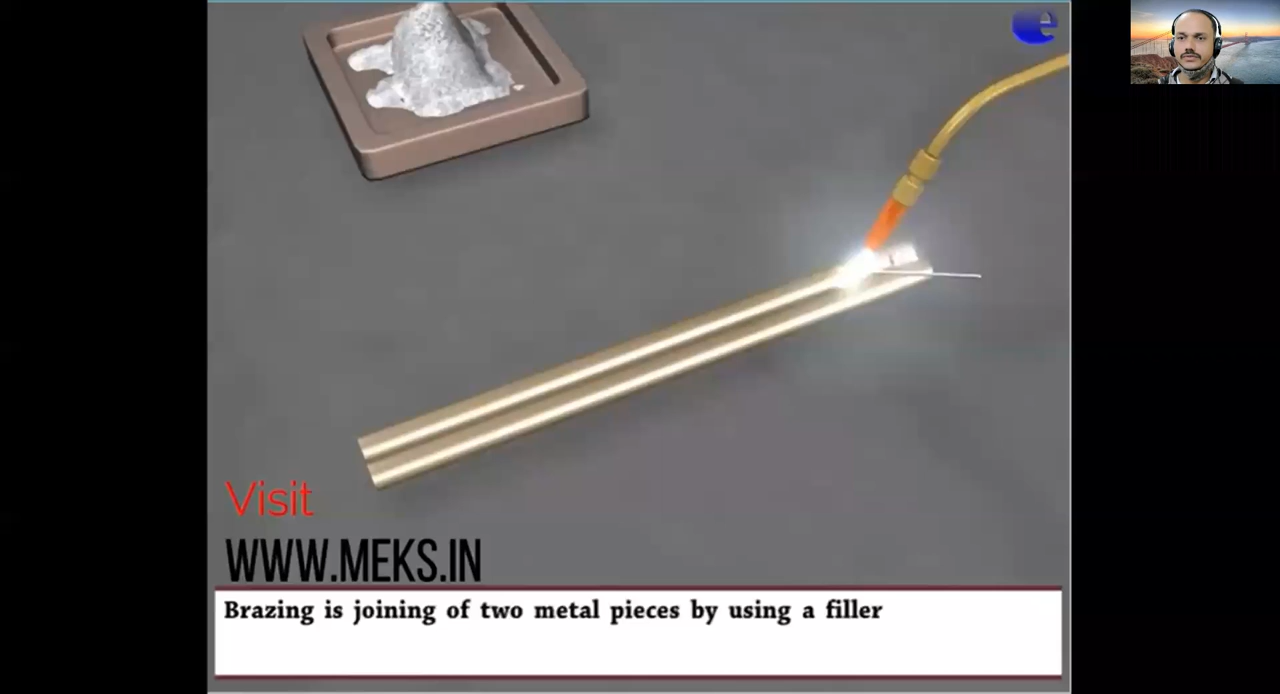 e
Visit
WWW.MEKS.IN
Brazing is joining of two metal pieces by using a filler